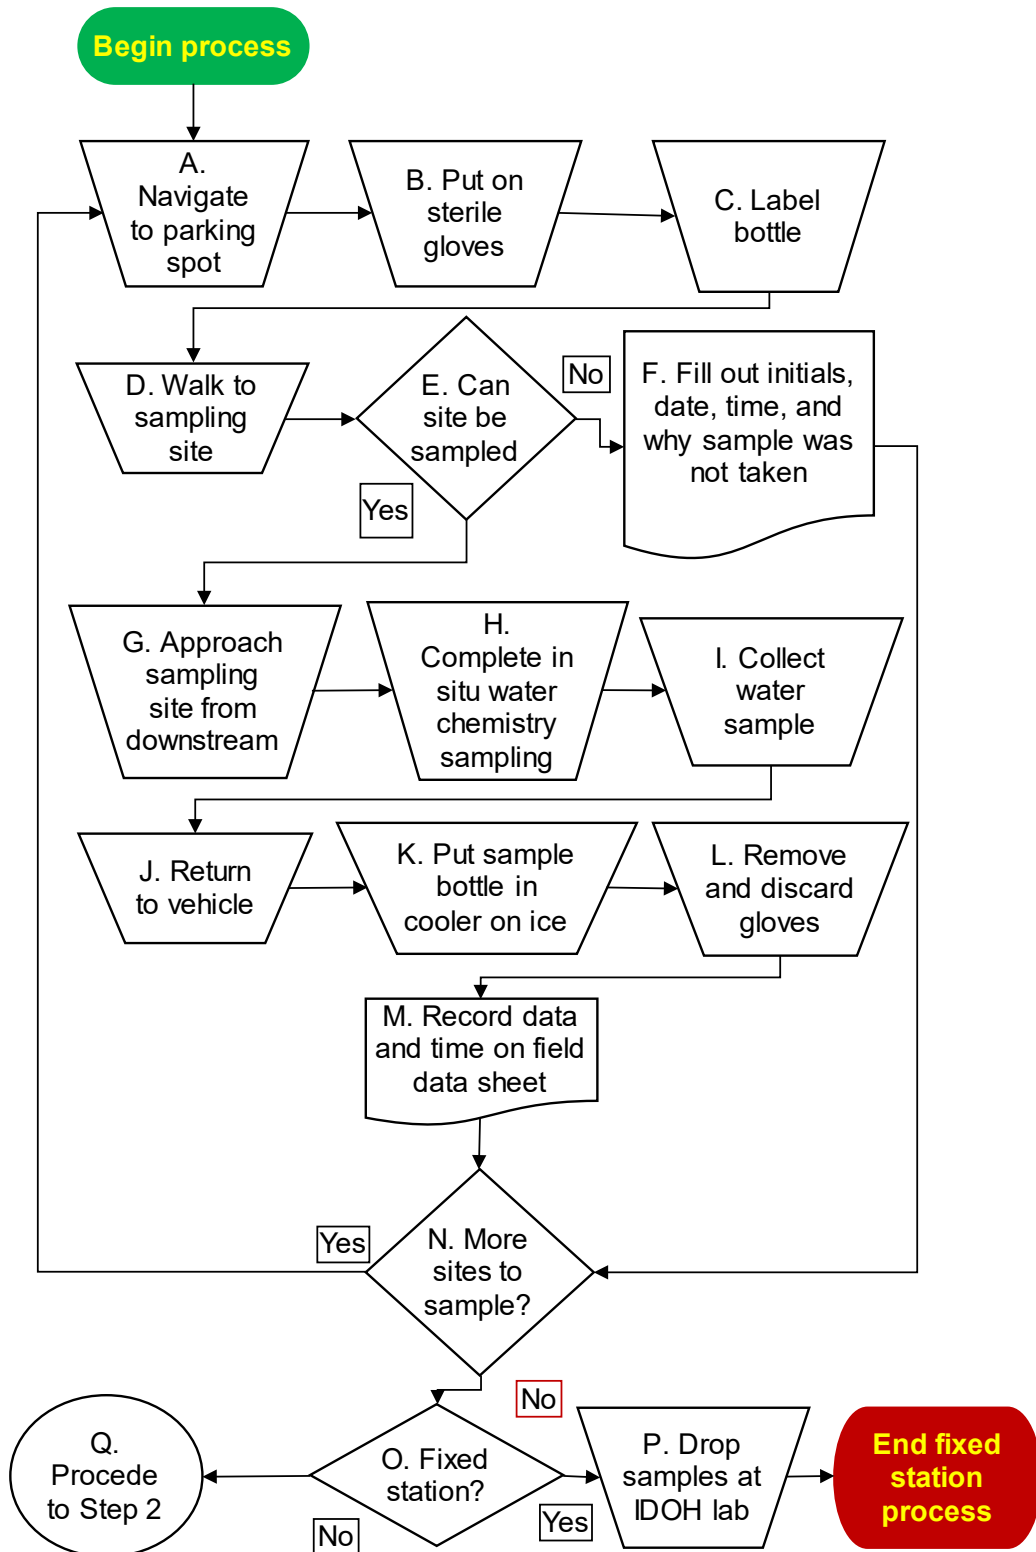 Begin process
A.
Navigate
to parking
spot
B. Put on
sterile
gloves
C. Label
bottle
D. Walk to
sampling
site
E. Can
site be
sampled
No
F. Fill out initials,
date, time, and
why sample was
not taken
Yes
G. Approach
sampling
site from
downstream
H.
Complete in
situ water
chemistry
sampling
I. Collect
water
sample
J. Return
to vehicle
K. Put sample
bottle in
cooler on ice
L. Remove
and discard
gloves
M. Record data
and time on field
data sheet
Yes
N. More
sites to
sample?
No
Q.
Procede
to Step 2
O. Fixed
station?
No
Yes
P. Drop
samples at
IDOH lab
End fixed
station
process